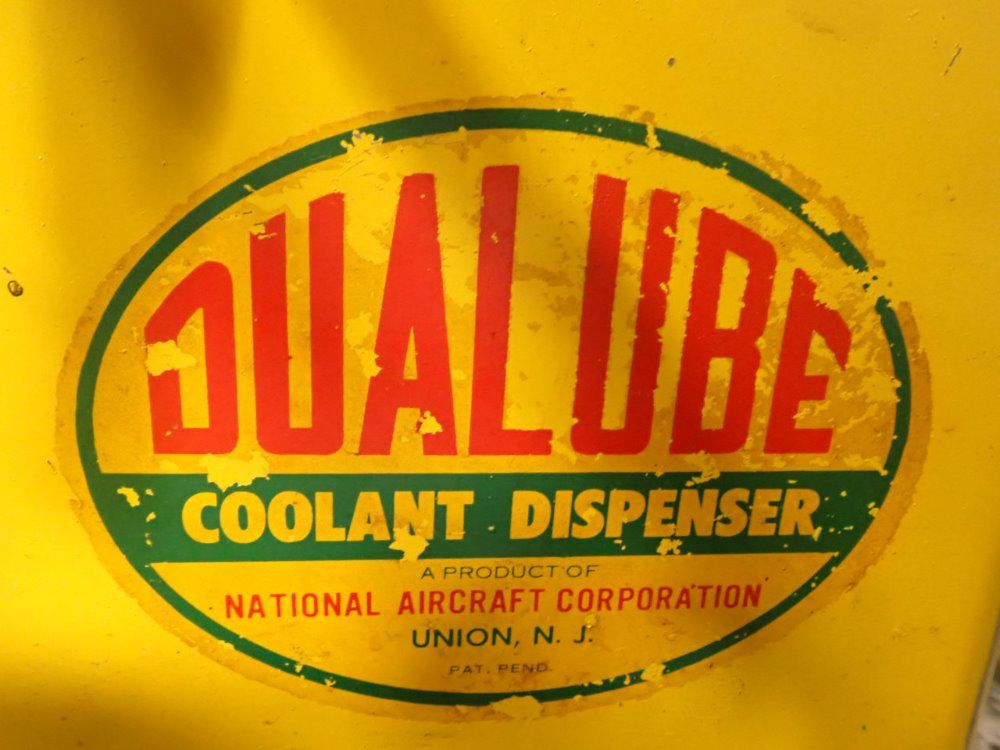 DUALUBE
COOLANT DISPENSER
A PRODUCT OF
NATIONAL AIRCRAFT CORPORATION
UNION, N. J.
PAT. PEND.